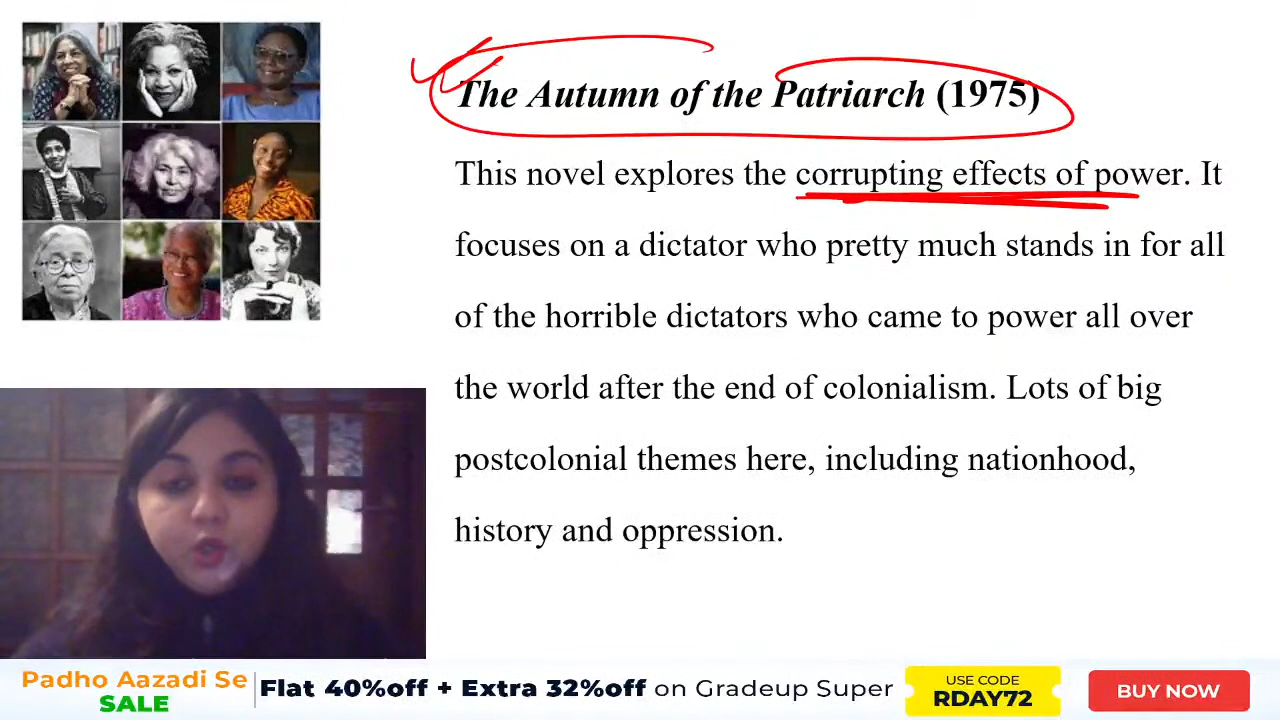 The Autumn of the Patriarch (1975)
This novel explores the corrupting effects of power. It
focuses on a dictator who pretty much stands in for all
of the horrible dictators who came to power all over
the world after the end of colonialism. Lots of big
postcolonial themes here, including nationhood,
history and oppression.
Padho Aazadi Se
SALE
Flat 40%off + Extra 32%off on Gradeup Super
USE CODE
RDAY72
BUY NOW